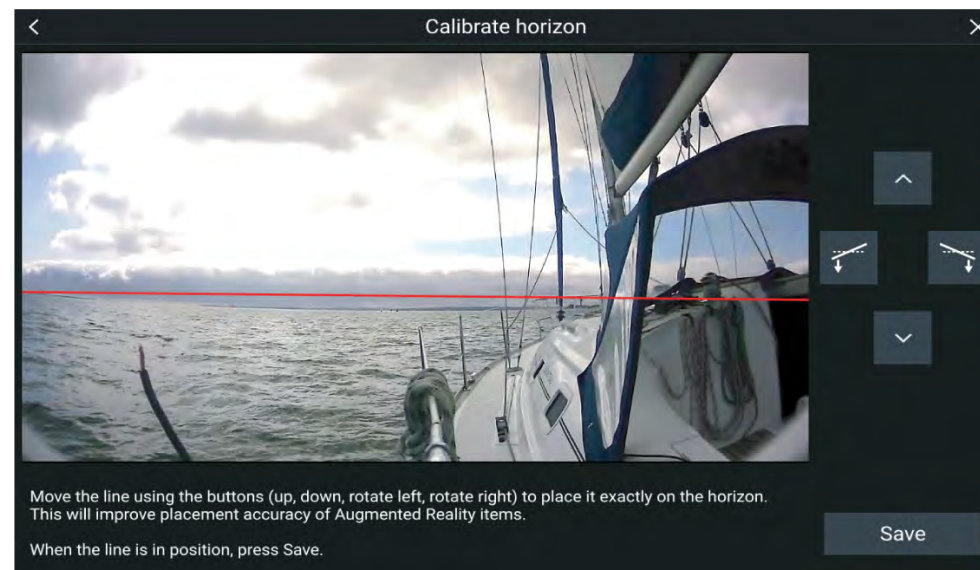 Calibrate horizon
Move the line using the buttons (up, down, rotate left, rotate right) to place it exactly on the horizon.
This will improve placement accuracy of Augmented Reality items.
When the line is in position, press Save.
Save